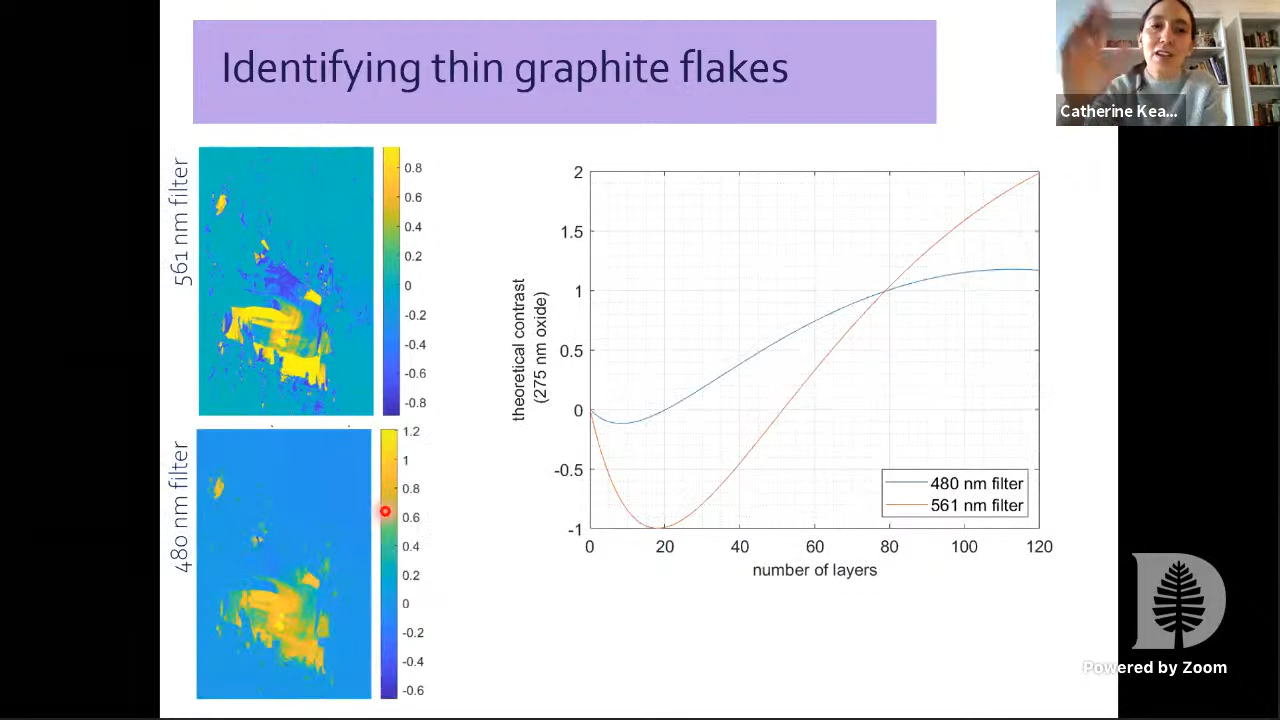 Identifying thin graphite flakes
Catherine Kea...
561 nm filter
0.8
0.6
0.4
0.2
0
-0.2
-0.4
-0.6
-0.8
480 nm filter
1.2
1
0.8
0.6
0.4
0.2
0
-0.2
-0.4
-0.6
theoretical contrast
(275 nm oxide)
2
1.5
1
0.5
0
-0.5
-1
0 20 40 60 80 100 120
number of layers
480 nm filter
561 nm filter
D
Powered by Zoom